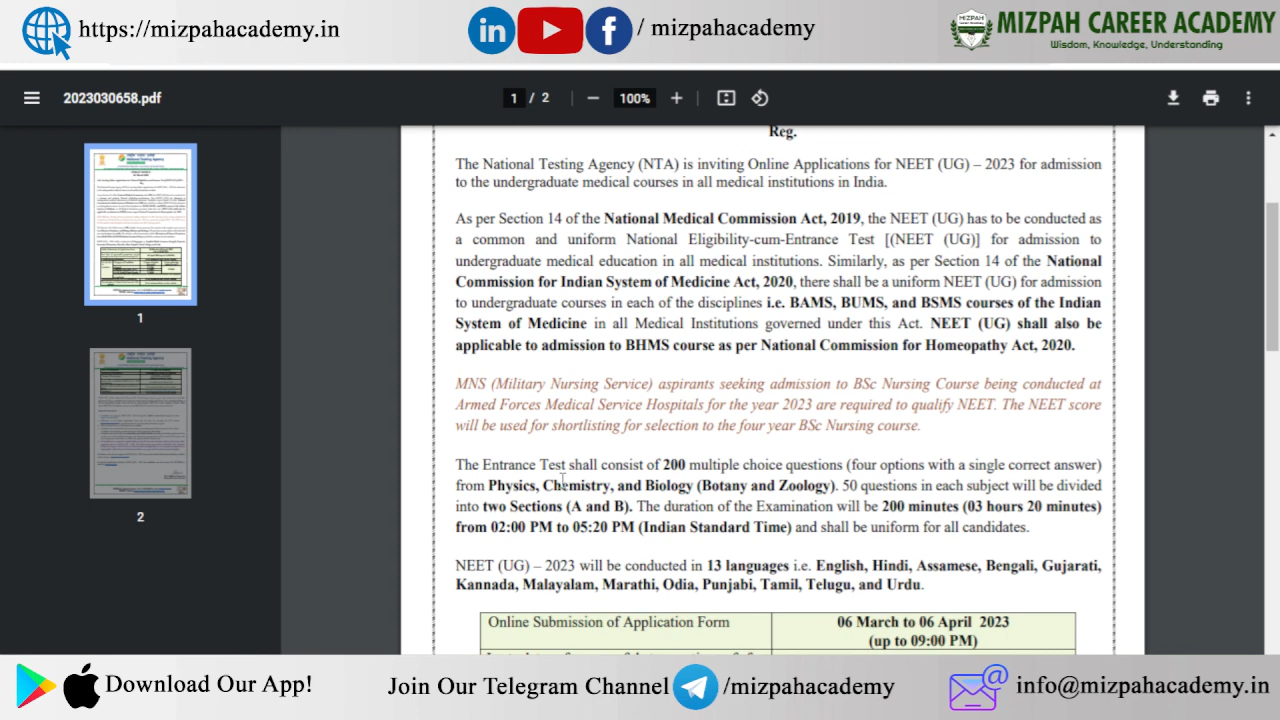 https://mizpahacademy.in
/ mizpahacademy
MIZPAH CAREER ACADEMY
Wisdom, Knowledge, Understanding
2023030658.pdf
1 / 2
100%
1
2
Reg.
The National Testing Agency (NTA) is inviting Online Applications for NEET (UG) – 2023 for admission
to the undergraduate medical courses in all medical institutions in India.
As per Section 14 of the National Medical Commission Act, 2019, the NEET (UG) has to be conducted as
a common and uniform National Eligibility-cum-Entrance Test [(NEET (UG)] for admission to
undergraduate medical education in all medical institutions. Similarly, as per Section 14 of the National
Commission for Indian System of Medicine Act, 2020, there shall be a uniform NEET (UG) for admission
to undergraduate courses in each of the disciplines i.e. BAMS, BUMS, and BSMS courses of the Indian
System of Medicine in all Medical Institutions governed under this Act. NEET (UG) shall also be
applicable to admission to BHMS course as per National Commission for Homeopathy Act, 2020.
MNS (Military Nursing Service) aspirants seeking admission to BSc Nursing Course being conducted at
Armed Forces Medical Service Hospitals for the year 2023 are required to qualify NEET. The NEET score
will be used for shortlisting for selection to the four year BSc Nursing course.
The Entrance Test shall consist of 200 multiple choice questions (four options with a single correct answer)
from Physics, Chemistry, and Biology (Botany and Zoology). 50 questions in each subject will be divided
into two Sections (A and B). The duration of the Examination will be 200 minutes (03 hours 20 minutes)
from 02:00 PM to 05:20 PM (Indian Standard Time) and shall be uniform for all candidates.
NEET (UG) – 2023 will be conducted in 13 languages i.e. English, Hindi, Assamese, Bengali, Gujarati,
Kannada, Malayalam, Marathi, Odia, Punjabi, Tamil, Telugu, and Urdu.
Online Submission of Application Form
06 March to 06 April 2023
(up to 09:00 PM)
Download Our App!
Join Our Telegram Channel
/mizpahacademy
info@mizpahacademy.in